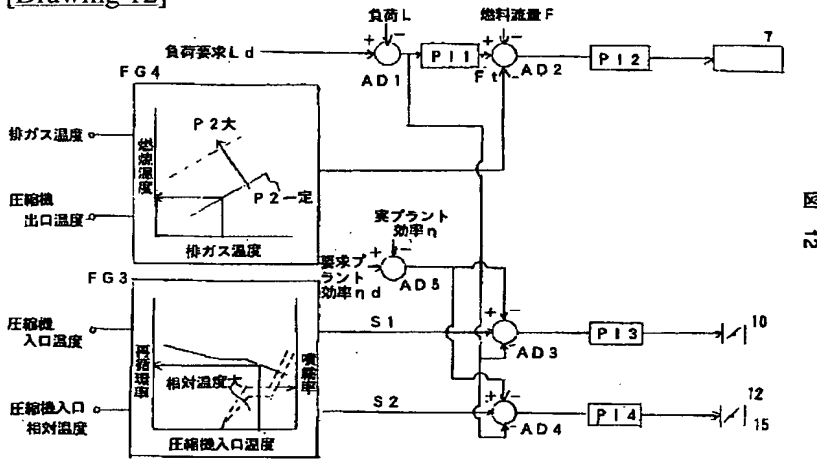 [Drawing 12]
負荷L
燃料流量F
負荷要求Ld
+
-
AD1
PI1
+
-
Ft
-
AD2
PI2
7
FG4
排ガス温度
圧縮機
出口温度
燃焼温度
P2大
P2一定
排ガス温度
実プラント
効率η
要求プ
ラント
効率ηd
+
-
AD5
FG3
圧縮機
入口温度
圧縮機入口
相対温度
再循環率
相対温度大
噴霧率
圧縮機入口温度
S1
+
-
-
AD3
PI3
10
S2
+
-
-
AD4
PI4
12
15
図 12